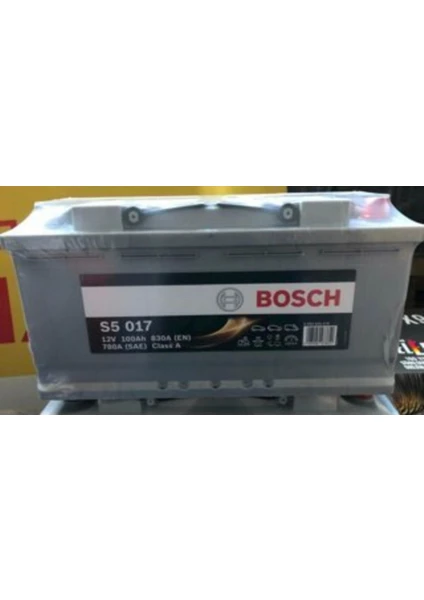 BOSCH
S5 017
12V 100Ah 830A (EN)
780A (SAE) Class A